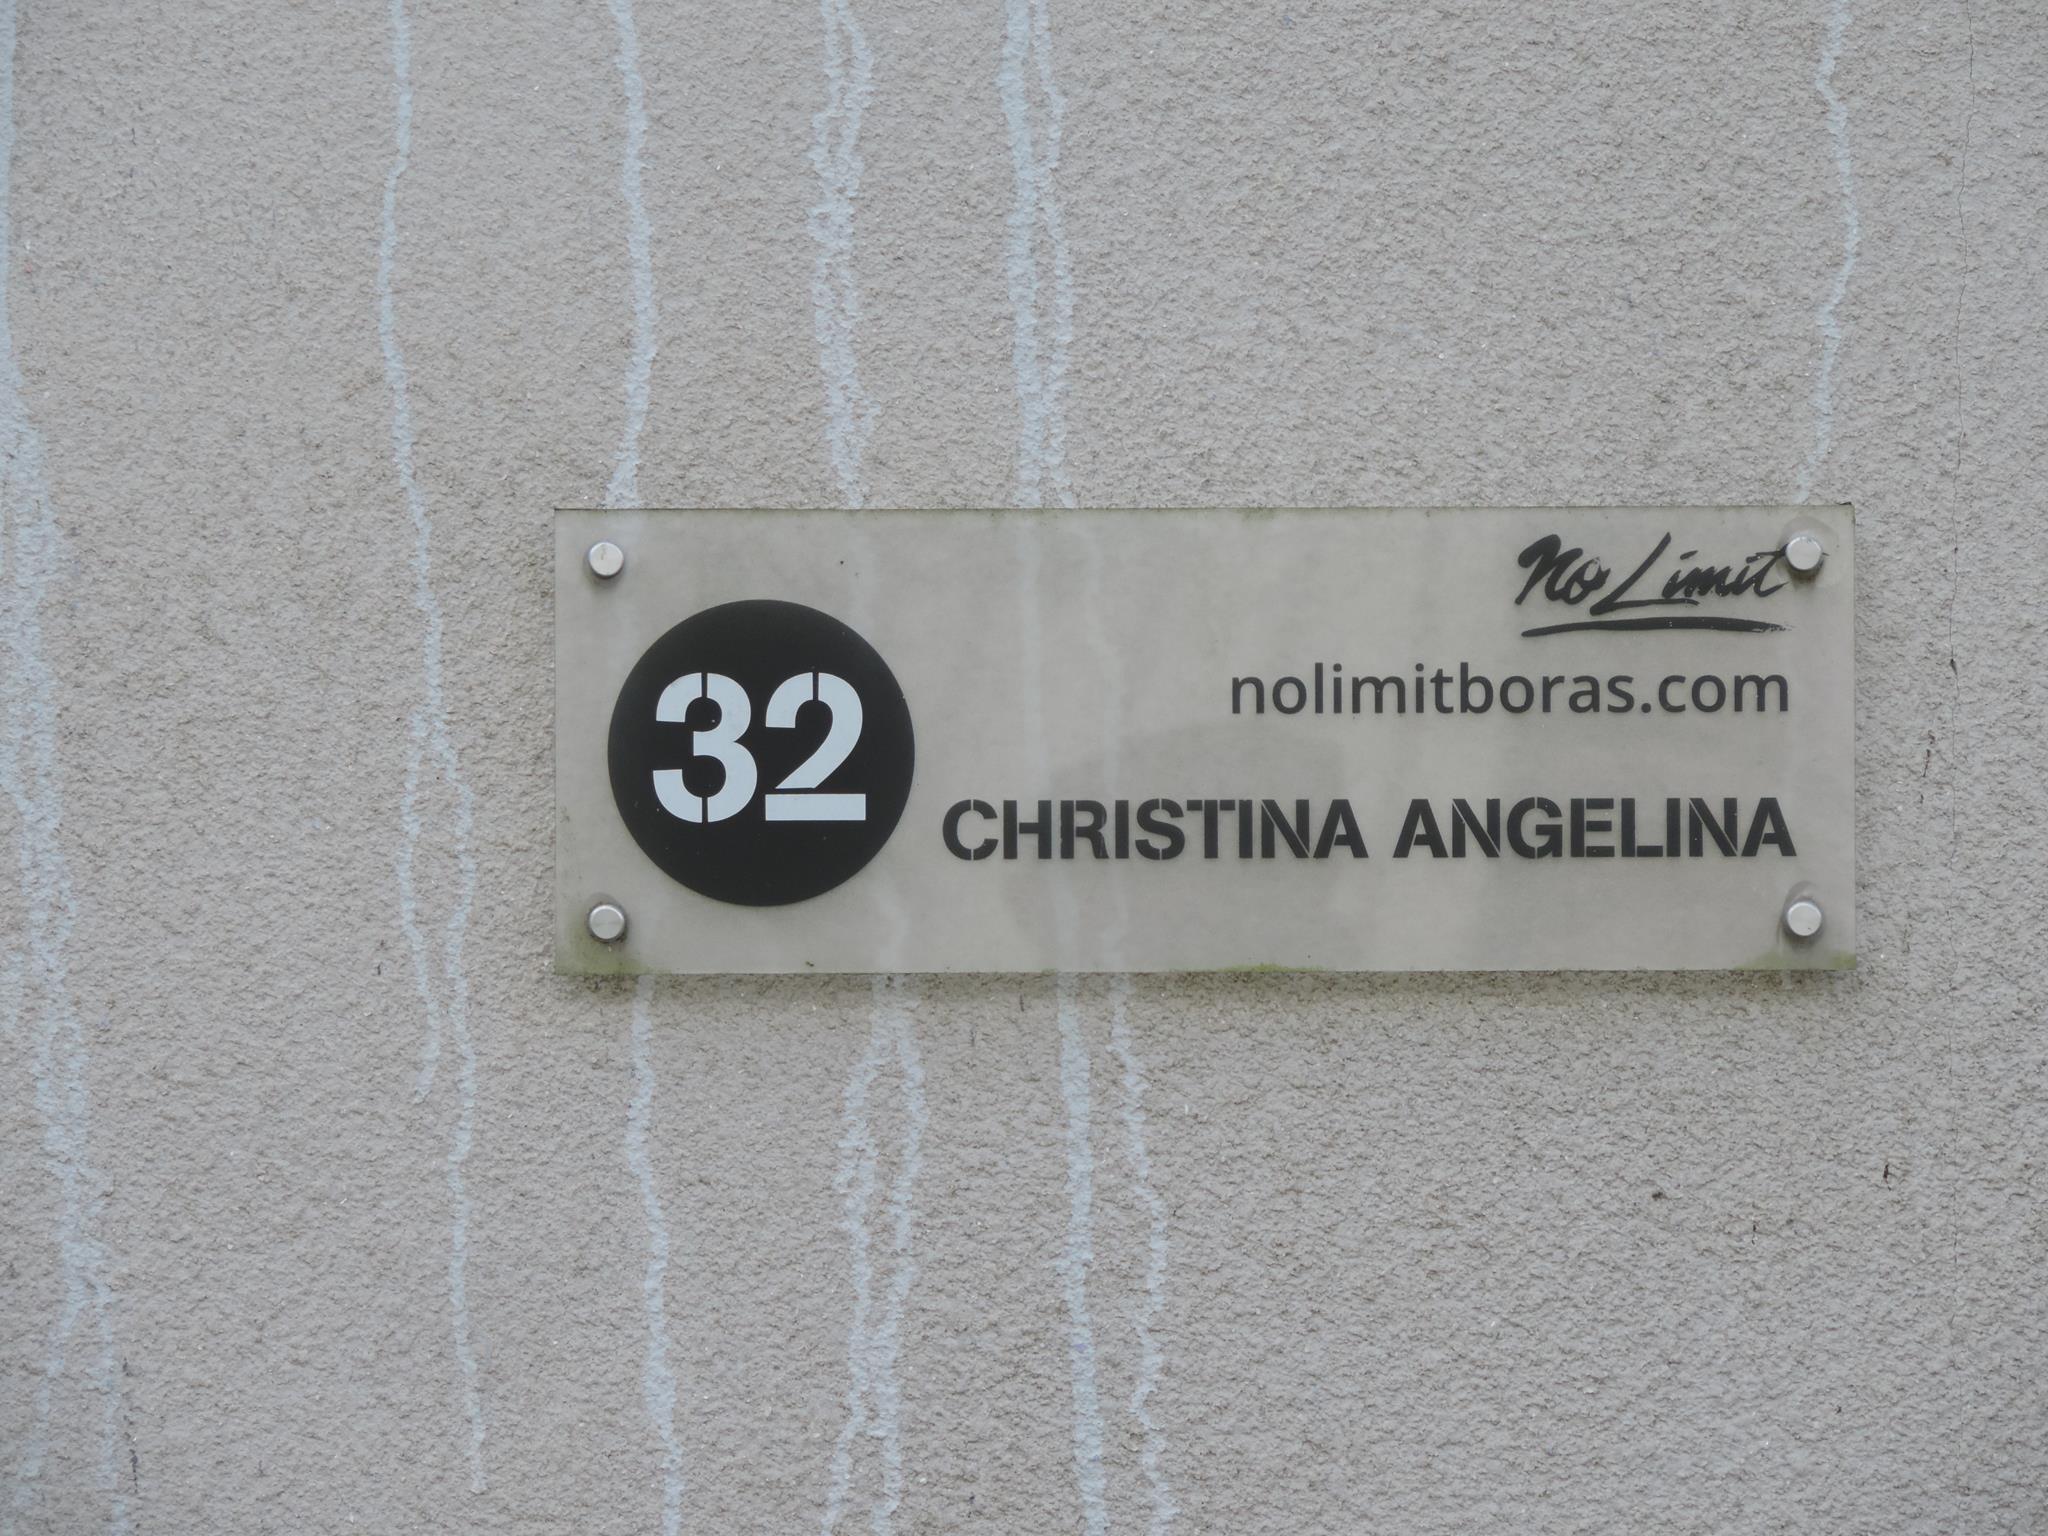 No Limit
nolimitboras.com
32
CHRISTINA ANGELINA